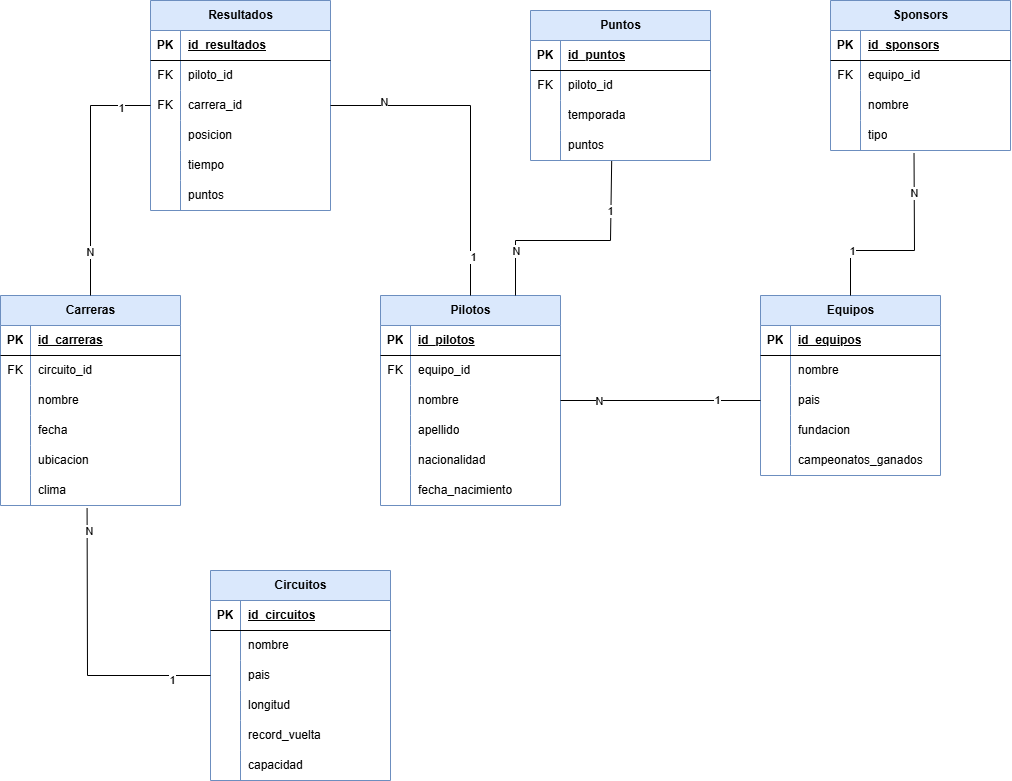 Resultados
PK id_resultados
FK piloto_id
FK carrera_id
posicion
tiempo
puntos
Puntos
PK id_puntos
FK piloto_id
temporada
puntos
Sponsors
PK id_sponsors
FK equipo_id
nombre
tipo
1
N
N
1
1
N
N
1
Carreras
PK id_carreras
FK circuito_id
nombre
fecha
ubicacion
clima
Pilotos
PK id_pilotos
FK equipo_id
nombre
apellido
nacionalidad
fecha_nacimiento
N
1
Equipos
PK id_equipos
nombre
pais
fundacion
campeonatos_ganados
N
1
Circuitos
PK id_circuitos
nombre
pais
longitud
record_vuelta
capacidad